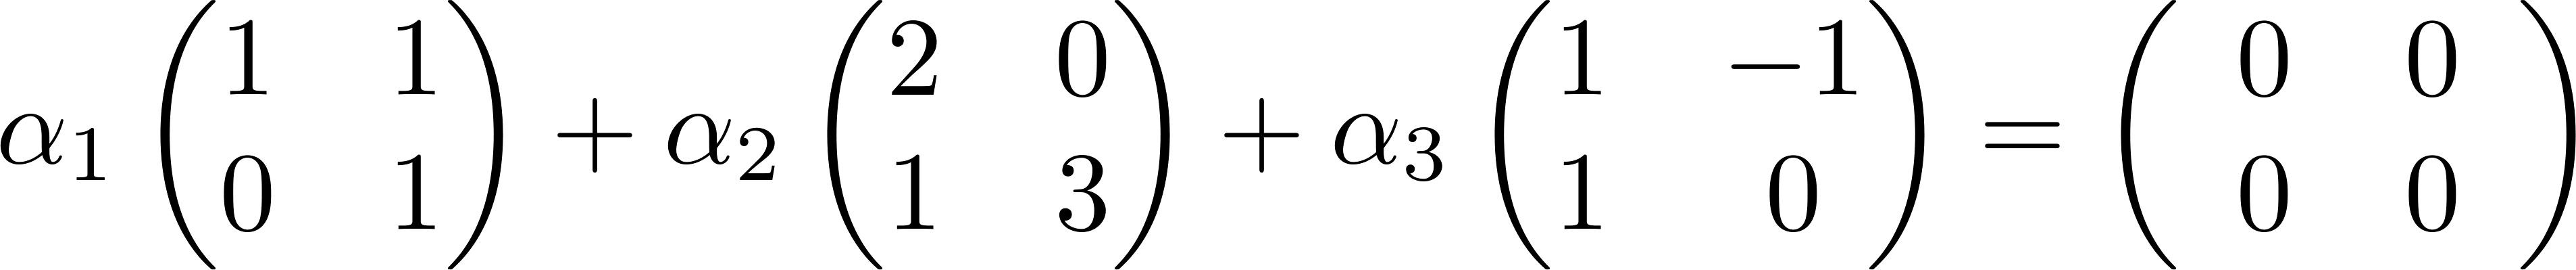 α₁ (1 1; 0 1) + α₂ (2 0; 1 3) + α₃ (1 −1; 1 0) = (0 0; 0 0)